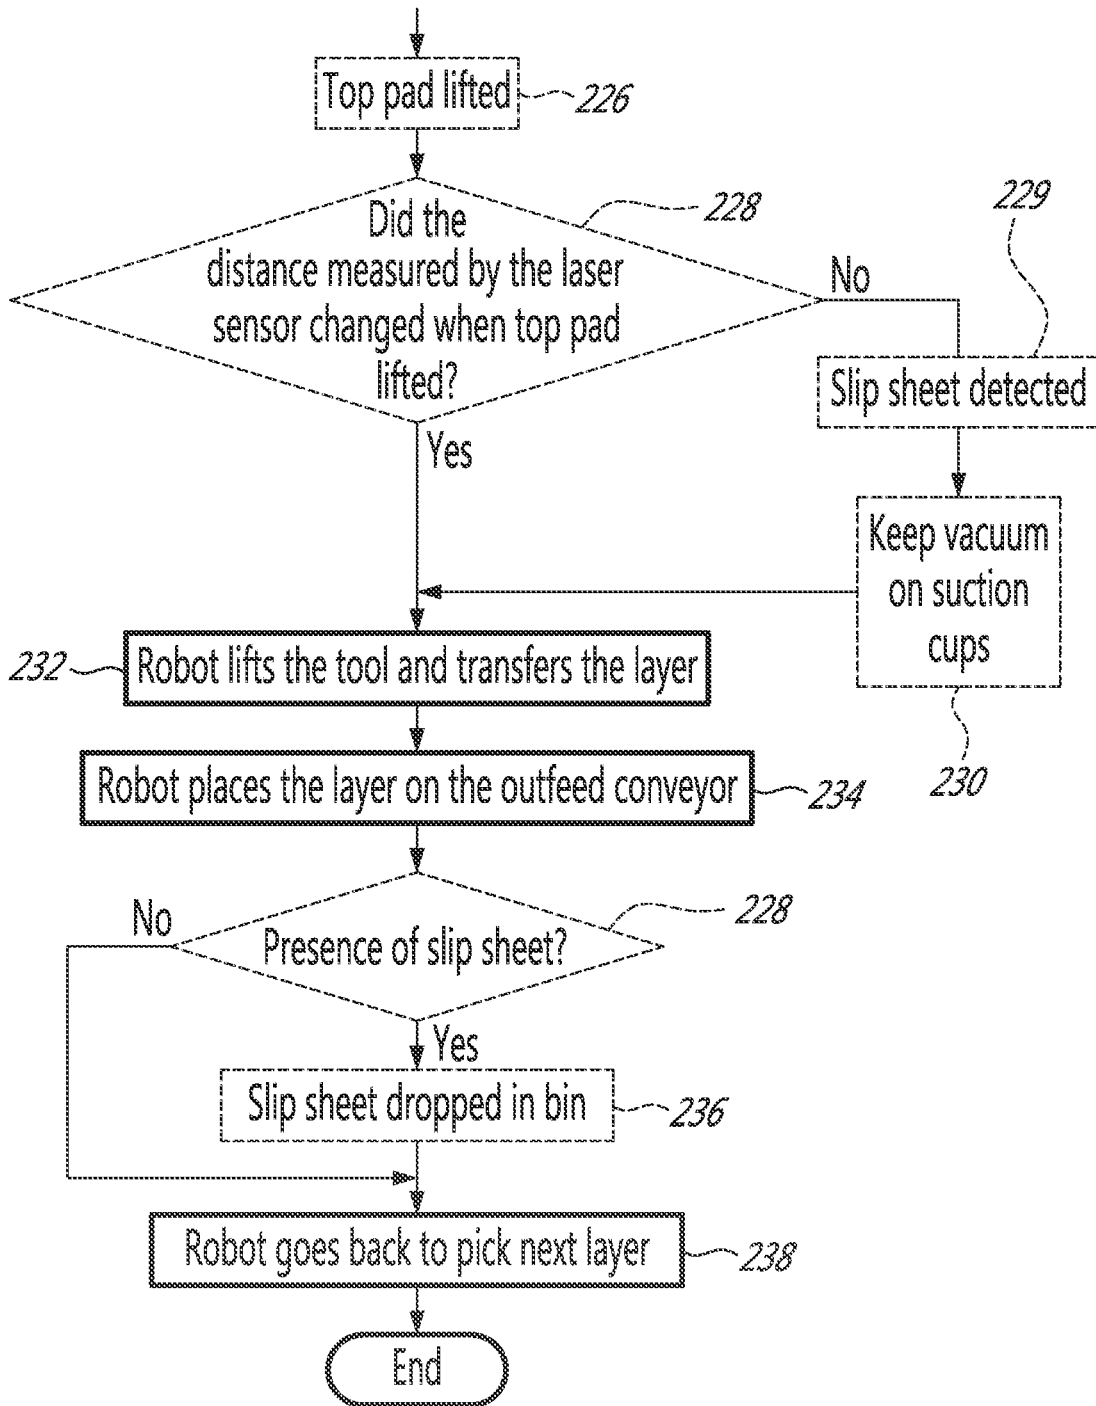 Top pad lifted
226
Did the
distance measured by the laser
sensor changed when top pad
lifted?
228
No
229
Slip sheet detected
Yes
Keep vacuum
on suction
cups
230
232
Robot lifts the tool and transfers the layer
Robot places the layer on the outfeed conveyor
234
No
Presence of slip sheet?
228
Yes
Slip sheet dropped in bin
236
Robot goes back to pick next layer
238
End